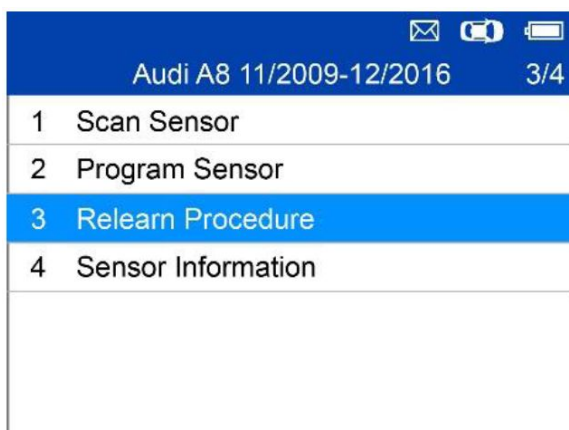 Audi A8 11/2009-12/2016 3/4
1 Scan Sensor
2 Program Sensor
3 Relearn Procedure
4 Sensor Information